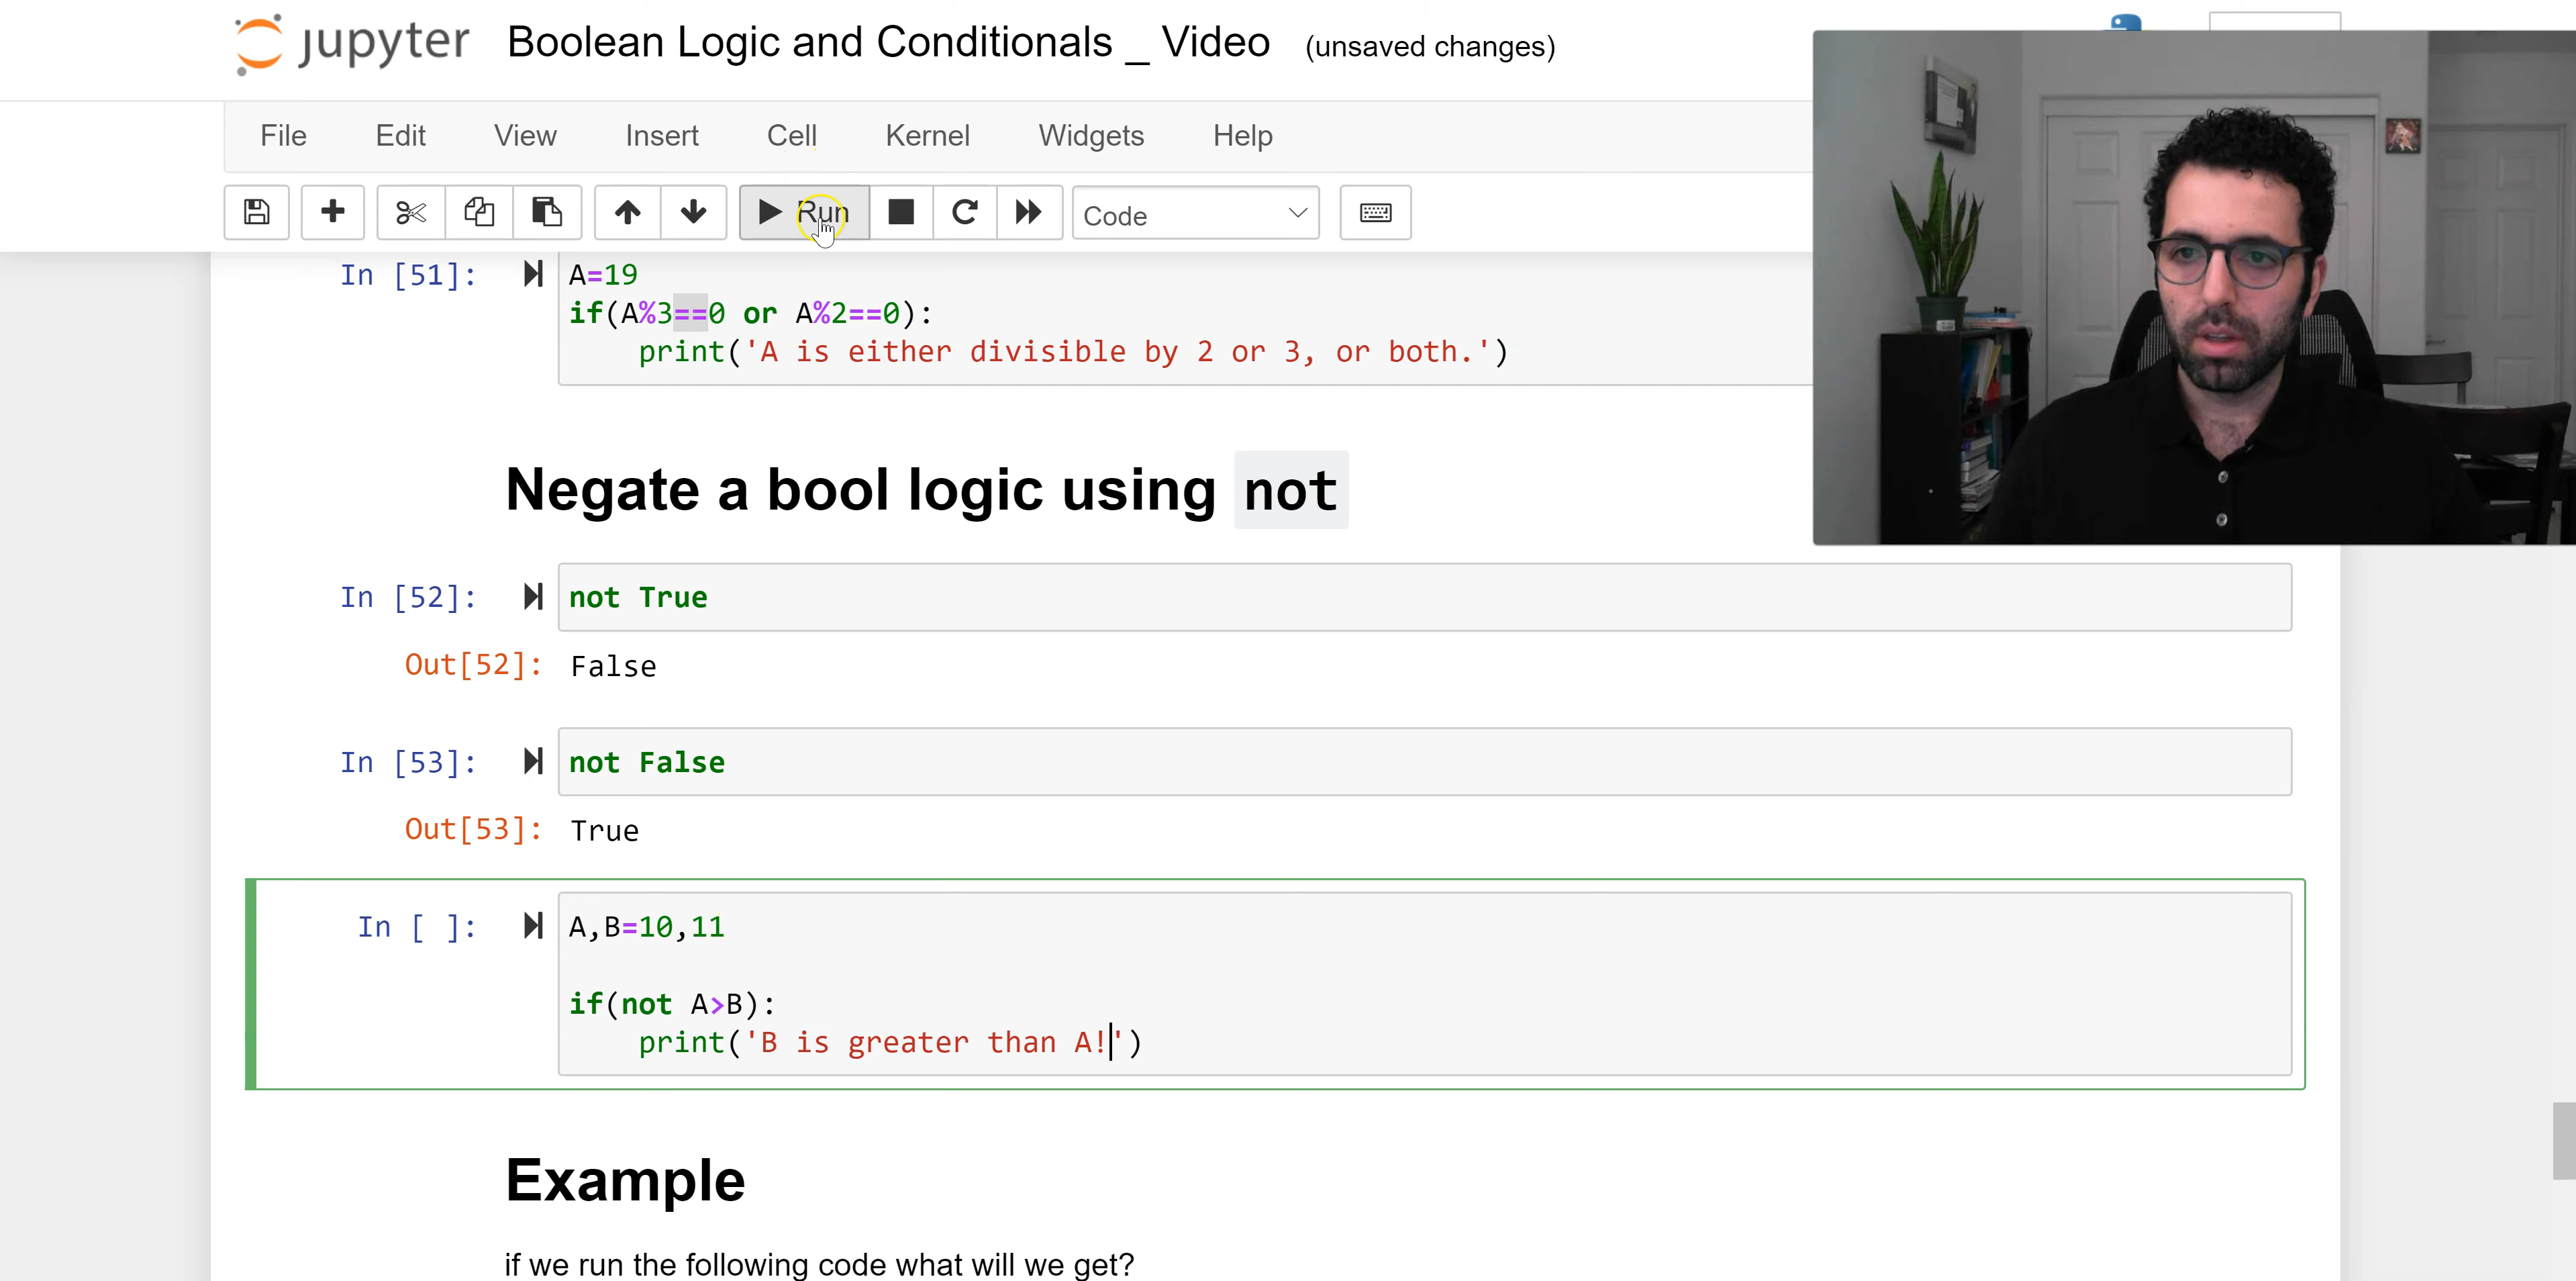 jupyter Boolean Logic and Conditionals _ Video (unsaved changes)
File Edit View Insert Cell Kernel Widgets Help
Run Code
In [51]: A=19
if(A%3==0 or A%2==0):
print('A is either divisible by 2 or 3, or both.')
Negate a bool logic using not
In [52]: not True
Out[52]: False
In [53]: not False
Out[53]: True
In [ ]: A,B=10,11
if(not A>B):
print('B is greater than A!')
Example
if we run the following code what will we get?